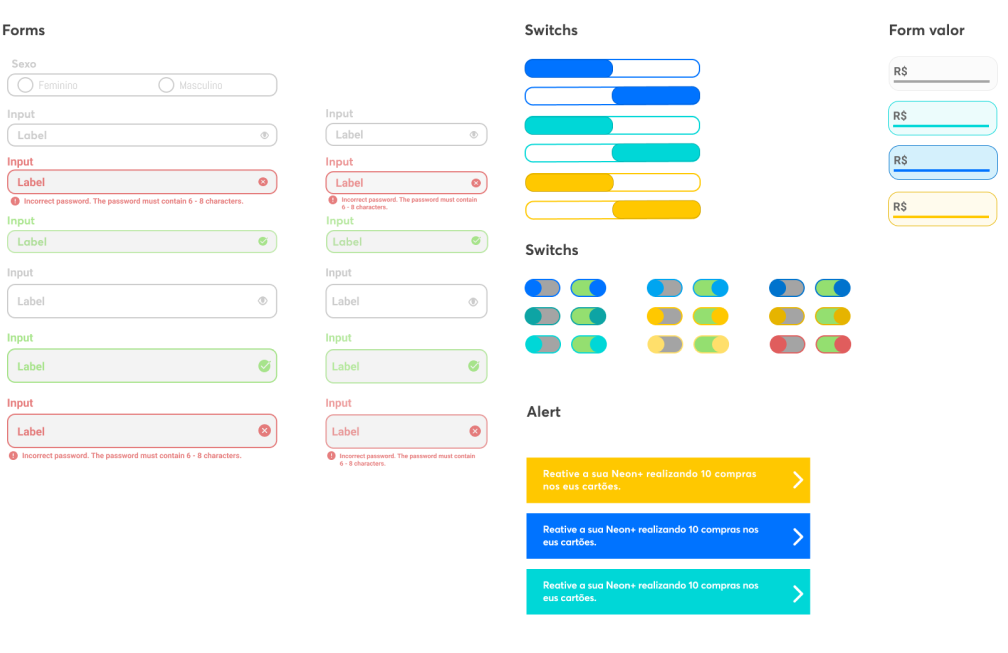 Forms
Sexo
Feminino
Masculino
Input
Label
Input
Label
Incorrect password. The password must contain 6 - 8 characters.
Input
Label
Input
Label
Input
Label
Input
Label
Incorrect password. The password must contain 6 - 8 characters.
Input
Label
Input
Label
Incorrect password. The password must contain
6 - 8 characters.
Input
Label
Input
Label
Input
Label
Input
Label
Incorrect password. The password must contain
6 - 8 characters.
Switchs
Switchs
Alert
Reative a sua Neon+ realizando 10 compras
nos eus cartões.
Reative a sua Neon+ realizando 10 compras nos
eus cartões.
Reative a sua Neon+ realizando 10 compras nos
eus cartões.
Form valor
R$
R$
R$
R$